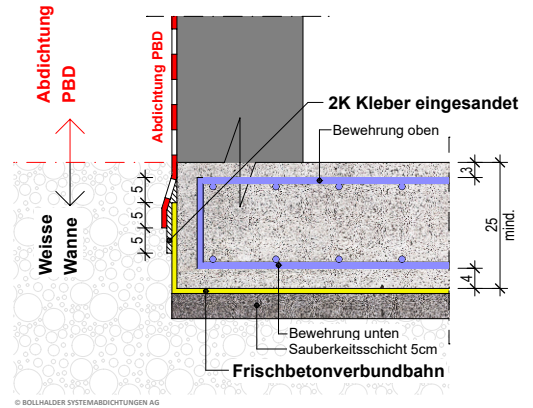 Abdichtung
PBD
Abdichtung PBD
2K Kleber eingesandet
Bewehrung oben
3
5
5
5
25
mind.
4
Weisse
Wanne
Bewehrung unten
Sauberkeitsschicht 5cm
Frischbetonverbundbahn
© BOLLHALDER SYSTEMABDICHTUNGEN AG